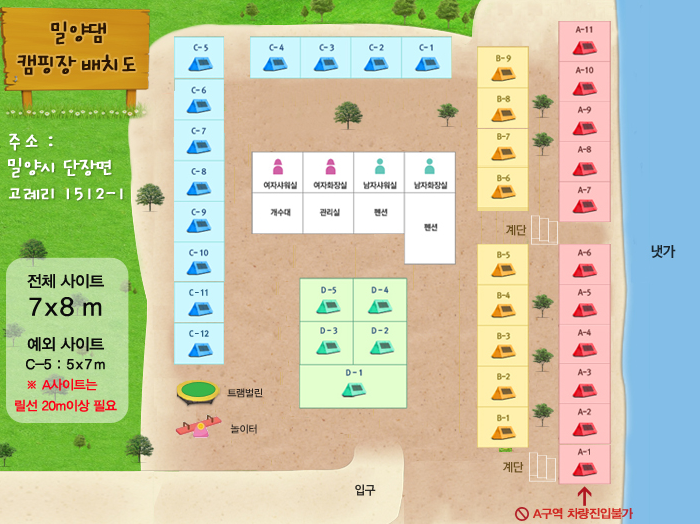 밀양댐
캠핑장 배치도
주소 :
밀양시 단장면
고례리 1512-1
전체 사이트
7x8 m
예외 사이트
C-5 : 5x7m
※ A사이트는
릴선 20m이상 필요
C-5
C-4
C-3
C-2
C-1
C-6
C-7
C-8
C-9
C-10
C-11
C-12
여자샤워실
여자화장실
남자샤워실
남자화장실
개수대
관리실
펜션
펜션
D-5
D-4
D-3
D-2
D-1
트램벌린
놀이터
입구
B-9
B-8
B-7
B-6
계단
B-5
B-4
B-3
B-2
B-1
계단
A-11
A-10
A-9
A-8
A-7
A-6
A-5
A-4
A-3
A-2
A-1
냇가
A구역 차량진입불가